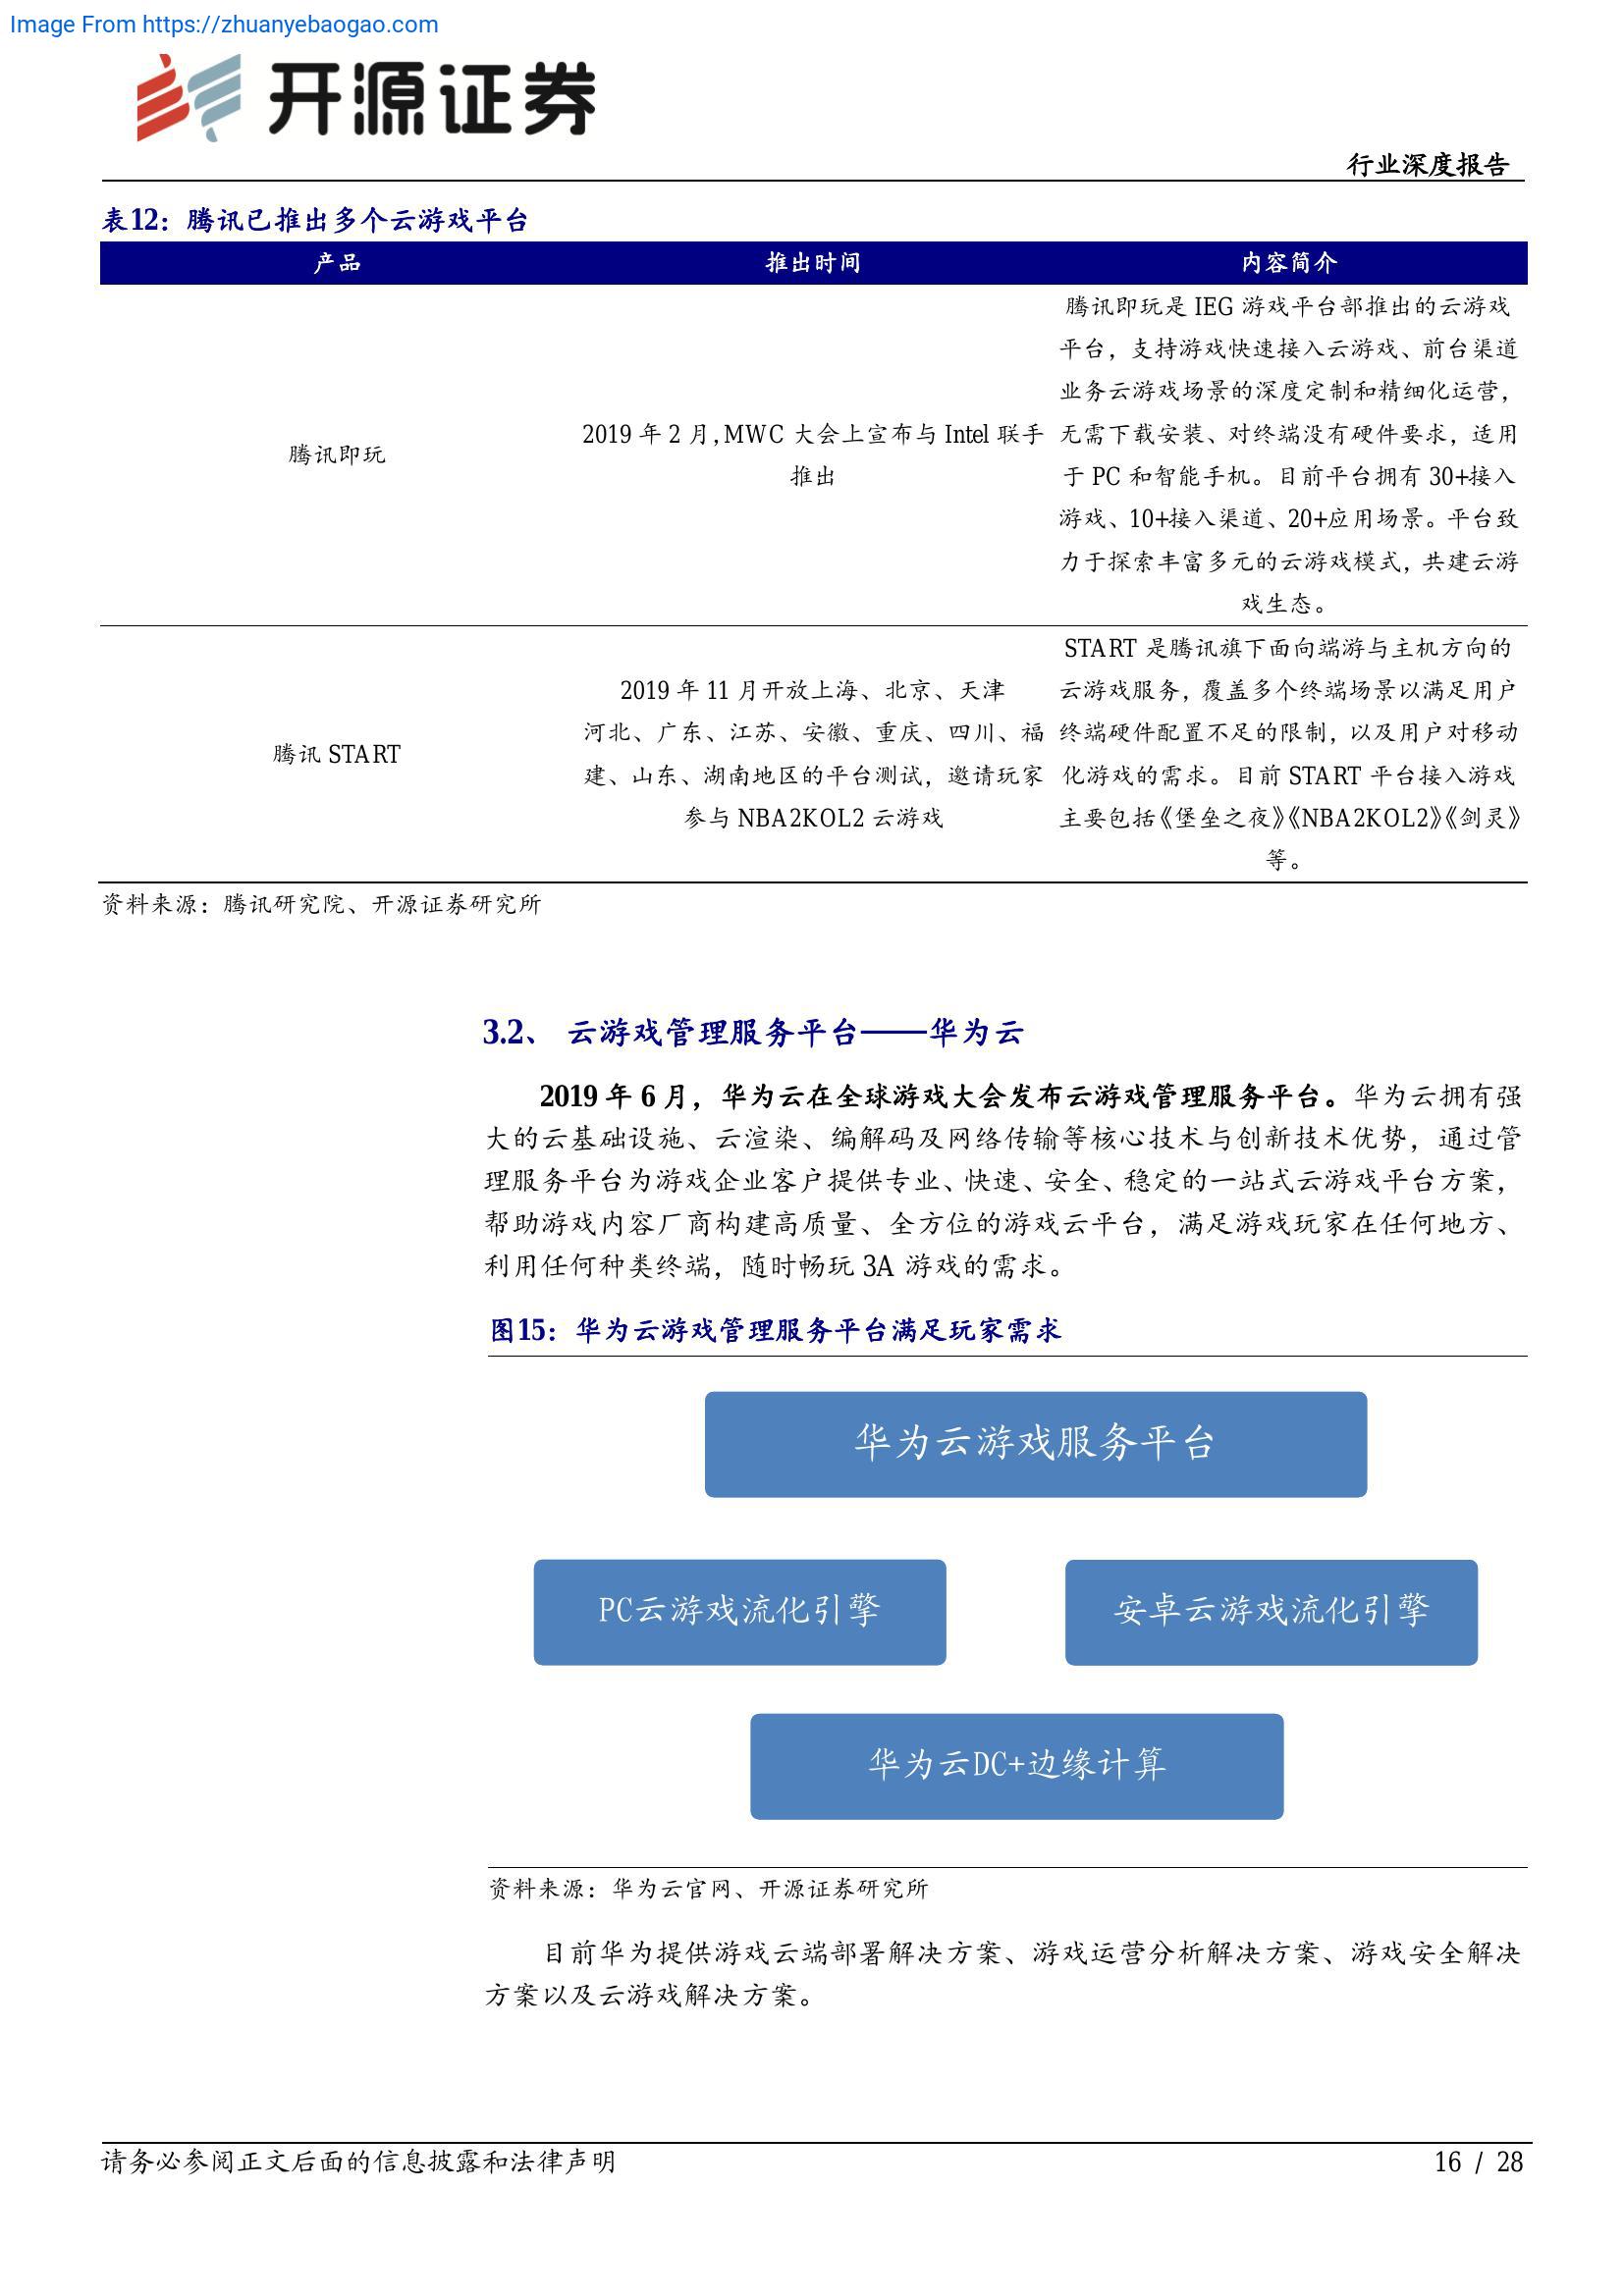 Image From https://zhuanyebaogao.com
开源证券
行业深度报告
表12：腾讯已推出多个云游戏平台
产品 推出时间 内容简介
腾讯即玩
2019 年 2 月,MWC 大会上宣布与 Intel 联手
推出
腾讯即玩是 IEG 游戏平台部推出的云游戏
平台，支持游戏快速接入云游戏、前台渠道
业务云游戏场景的深度定制和精细化运营，
无需下载安装、对终端没有硬件要求，适用
于 PC 和智能手机。目前平台拥有 30+接入
游戏、10+接入渠道、20+应用场景。平台致
力于探索丰富多元的云游戏模式，共建云游
戏生态。
腾讯 START
2019 年 11 月开放上海、北京、天津
河北、广东、江苏、安徽、重庆、四川、福
建、山东、湖南地区的平台测试，邀请玩家
参与 NBA2KOL2 云游戏
START 是腾讯旗下面向端游与主机方向的
云游戏服务，覆盖多个终端场景以满足用户
终端硬件配置不足的限制，以及用户对移动
化游戏的需求。目前 START 平台接入游戏
主要包括《堡垒之夜》《NBA2KOL2》《剑灵》
等。
资料来源：腾讯研究院、开源证券研究所
3.2、 云游戏管理服务平台——华为云
2019 年 6 月，华为云在全球游戏大会发布云游戏管理服务平台。华为云拥有强
大的云基础设施、云渲染、编解码及网络传输等核心技术与创新技术优势，通过管
理服务平台为游戏企业客户提供专业、快速、安全、稳定的一站式云游戏平台方案，
帮助游戏内容厂商构建高质量、全方位的游戏云平台，满足游戏玩家在任何地方、
利用任何种类终端，随时畅玩 3A 游戏的需求。
图15：华为云游戏管理服务平台满足玩家需求
华为云游戏服务平台
PC云游戏流化引擎 安卓云游戏流化引擎
华为云DC+边缘计算
资料来源：华为云官网、开源证券研究所
目前华为提供游戏云端部署解决方案、游戏运营分析解决方案、游戏安全解决
方案以及云游戏解决方案。
请务必参阅正文后面的信息披露和法律声明 16 / 28